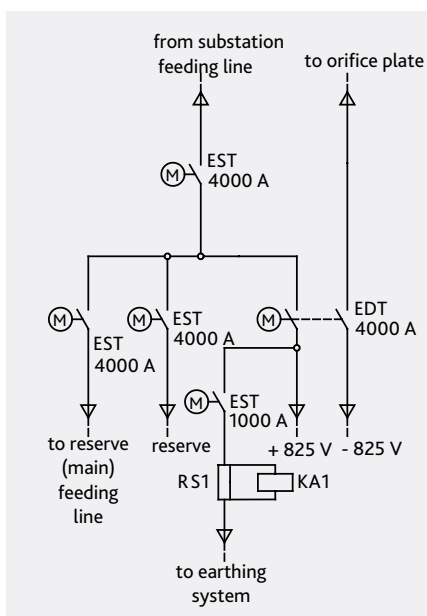 from substation
feeding line
to orifice plate
M
EST
4000 A
M
EST
4000 A
M
EST
4000 A
M
EDT
4000 A
M
EST
1000 A
to reserve
(main)
feeding
line
reserve
+ 825 V
- 825 V
RS1
KA1
to earthing
system